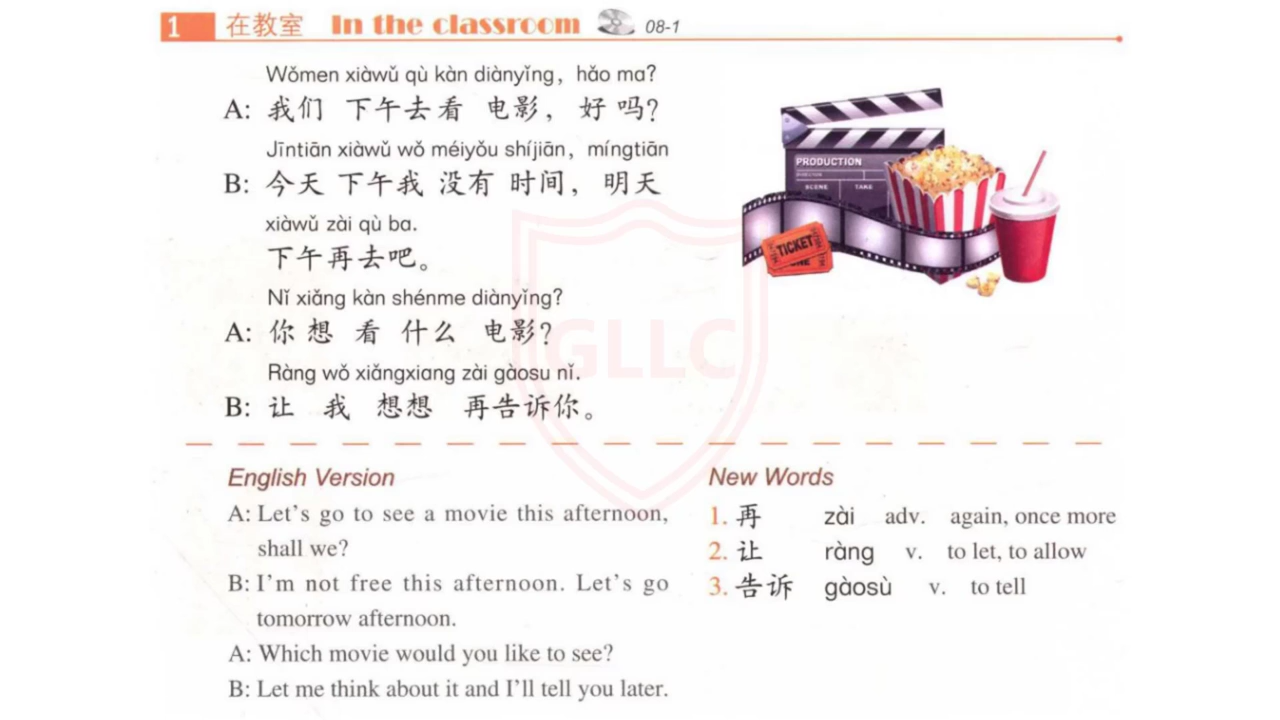 1 在教室 In the classroom 08-1
Wǒmen xiàwǔ qù kàn diànyǐng, hǎo ma?
A: 我们 下午去看 电影, 好 吗?
Jīntiān xiàwǔ wǒ méiyǒu shíjiān, míngtiān
B: 今天 下午我 没有 时间, 明天
xiàwǔ zài qù ba.
下午再去吧。
Nǐ xiǎng kàn shénme diànyǐng?
A: 你 想 看 什么 电影?
Ràng wǒ xiǎngxiang zài gàosu nǐ.
B: 让 我 想想 再告诉你。
PRODUCTION
DIRECTOR
SCENE TAKE
TICKET
GLLC
English Version
A: Let's go to see a movie this afternoon,
shall we?
B: I'm not free this afternoon. Let's go
tomorrow afternoon.
A: Which movie would you like to see?
B: Let me think about it and I'll tell you later.
New Words
1. 再 zài adv. again, once more
2. 让 ràng v. to let, to allow
3. 告诉 gàosù v. to tell